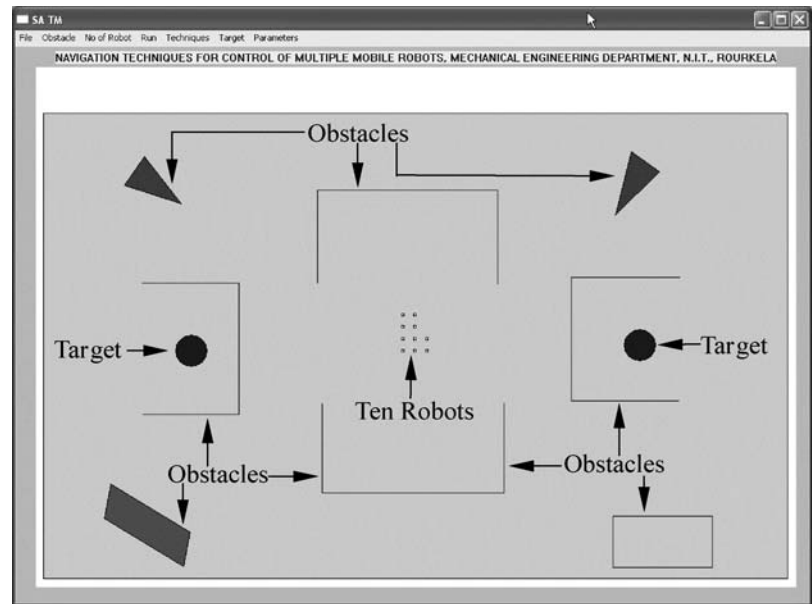 SA TM
File Obstacle No of Robot Run Techniques Target Parameters
NAVIGATION TECHNIQUES FOR CONTROL OF MULTIPLE MOBILE ROBOTS, MECHANICAL ENGINEERING DEPARTMENT, N.I.T., ROURKELA
Obstacles
Target
Target
Ten Robots
Obstacles
Obstacles